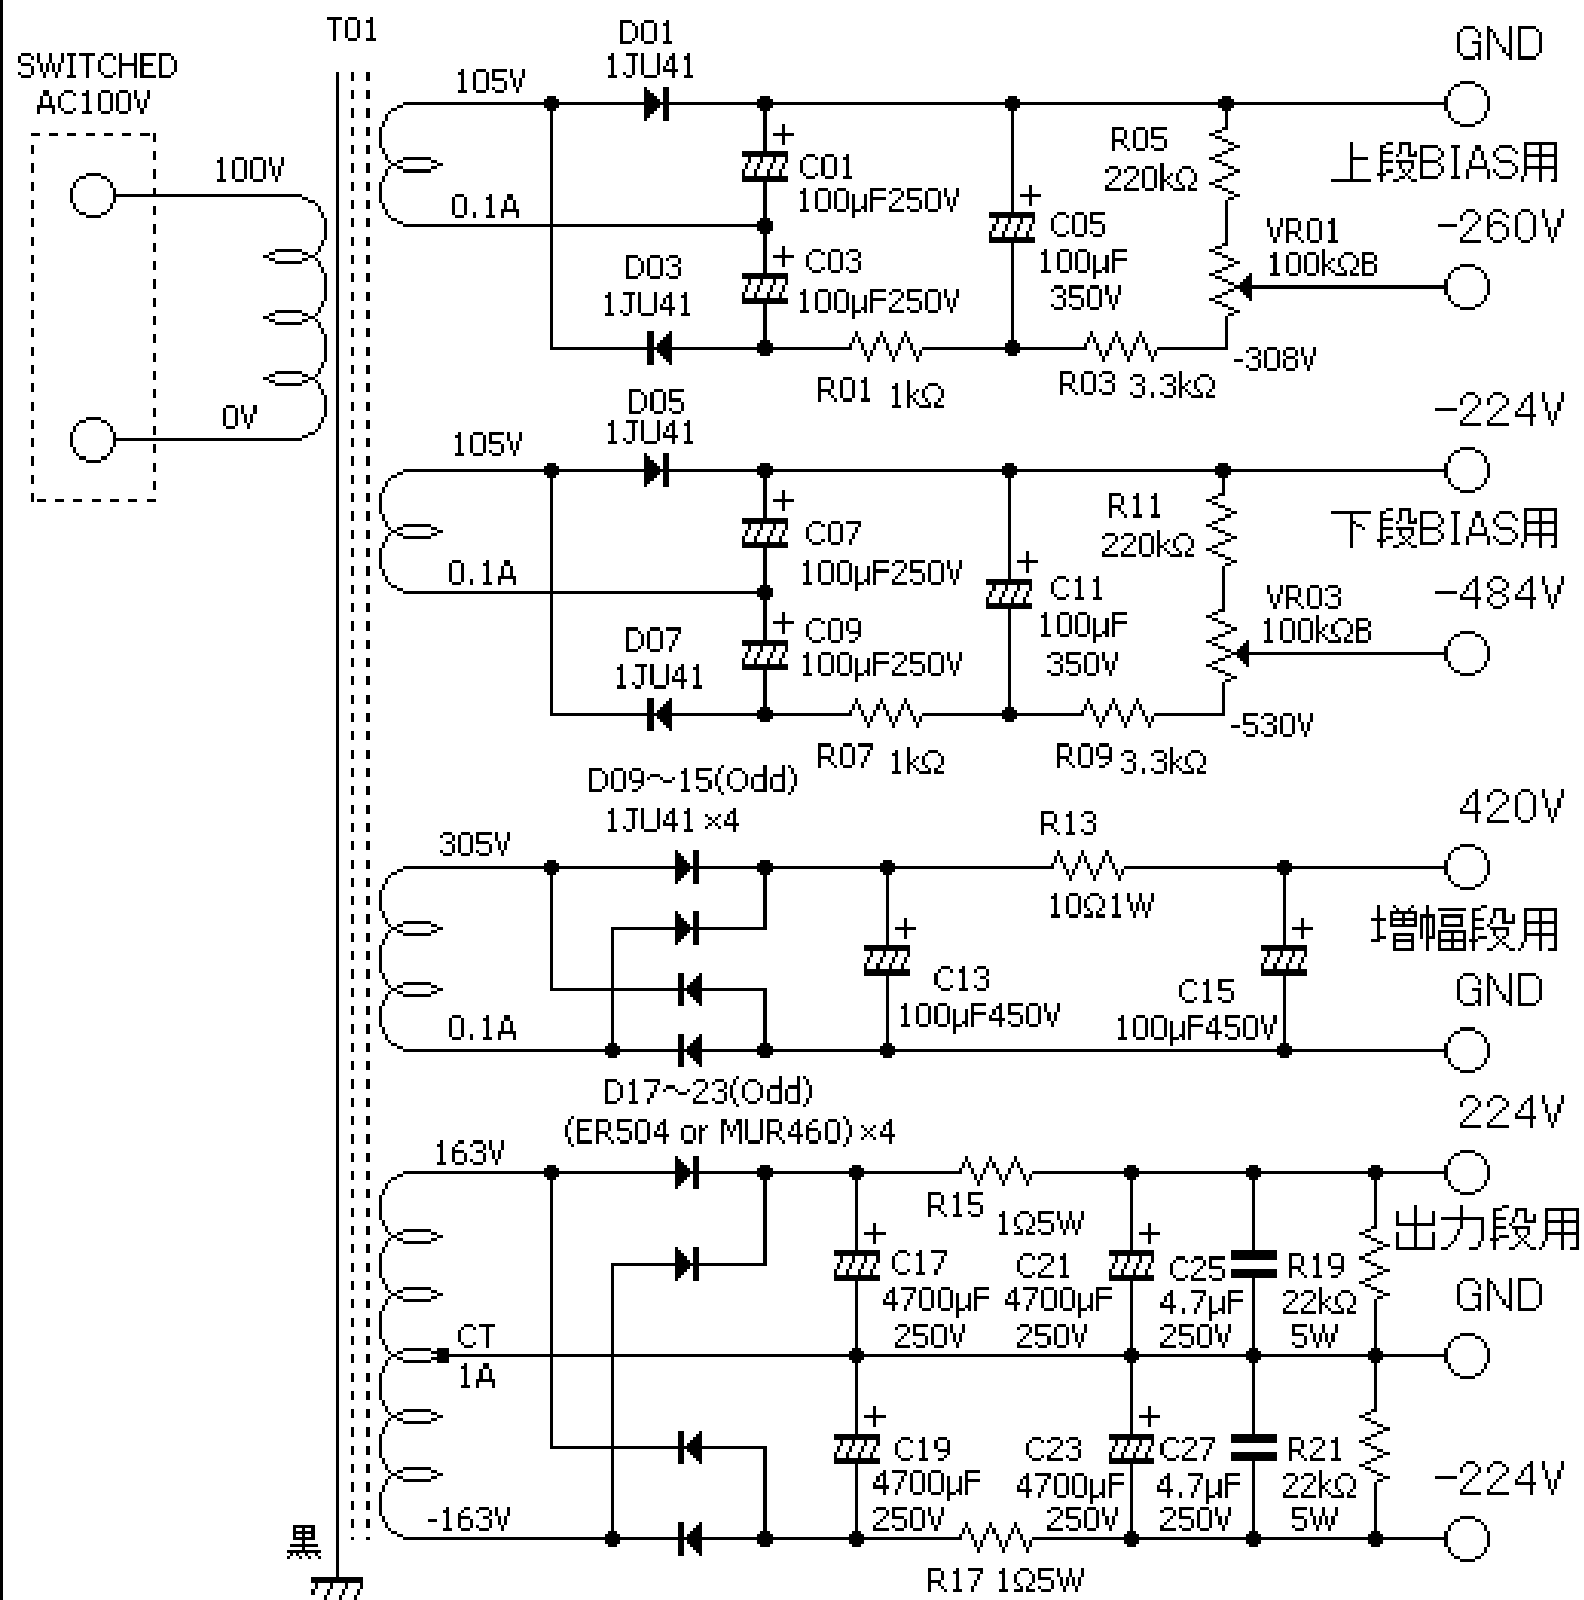 T01
SWITCHED
AC100V
100V
0V
黒
105V
0.1A
D01
1JU41
C01
100µF250V
D03
1JU41
C03
100µF250V
R01 1kΩ
C05
100µF
350V
R03 3.3kΩ
R05
220kΩ
VR01
100kΩB
-308V
GND
上段BIAS用
-260V
105V
0.1A
D05
1JU41
C07
100µF250V
D07
1JU41
C09
100µF250V
R07 1kΩ
C11
100µF
350V
R09 3.3kΩ
R11
220kΩ
VR03
100kΩB
-530V
-224V
下段BIAS用
-484V
D09～15(Odd)
1JU41×4
305V
0.1A
C13
100µF450V
R13
10Ω1W
C15
100µF450V
420V
増幅段用
GND
D17～23(Odd)
(ER504 or MUR460)×4
163V
CT
1A
-163V
R15
1Ω5W
C17
4700µF
250V
C21
4700µF
250V
C25
4.7µF
250V
R19
22kΩ
5W
C19
4700µF
250V
C23
4700µF
250V
C27
4.7µF
250V
R21
22kΩ
5W
R17 1Ω5W
224V
出力段用
GND
-224V